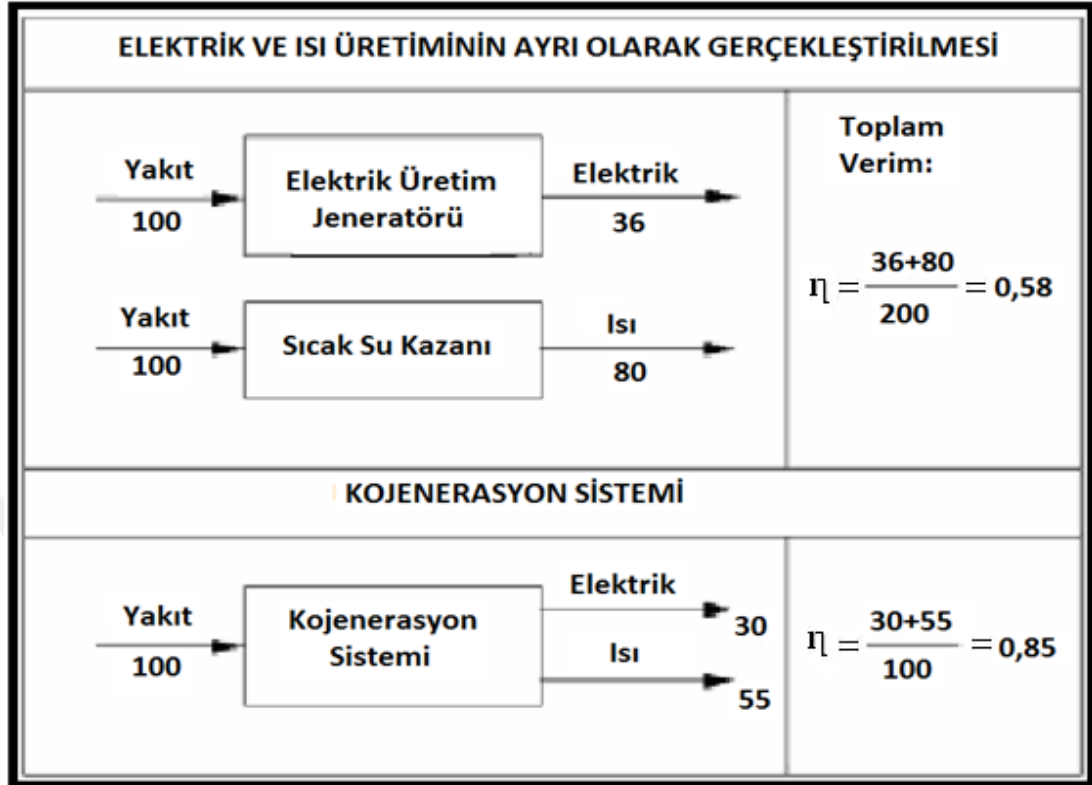 ELEKTRİK VE ISI ÜRETİMİNİN AYRI OLARAK GERÇEKLEŞTİRİLMESİ
Yakıt
100
Elektrik Üretim
Jeneratörü
Elektrik
36
Yakıt
100
Sıcak Su Kazanı
Isı
80
Toplam
Verim:
η = 36+80 / 200 = 0,58
KOJENERASYON SİSTEMİ
Yakıt
100
Kojenerasyon
Sistemi
Elektrik
30
Isı
55
η = 30+55 / 100 = 0,85